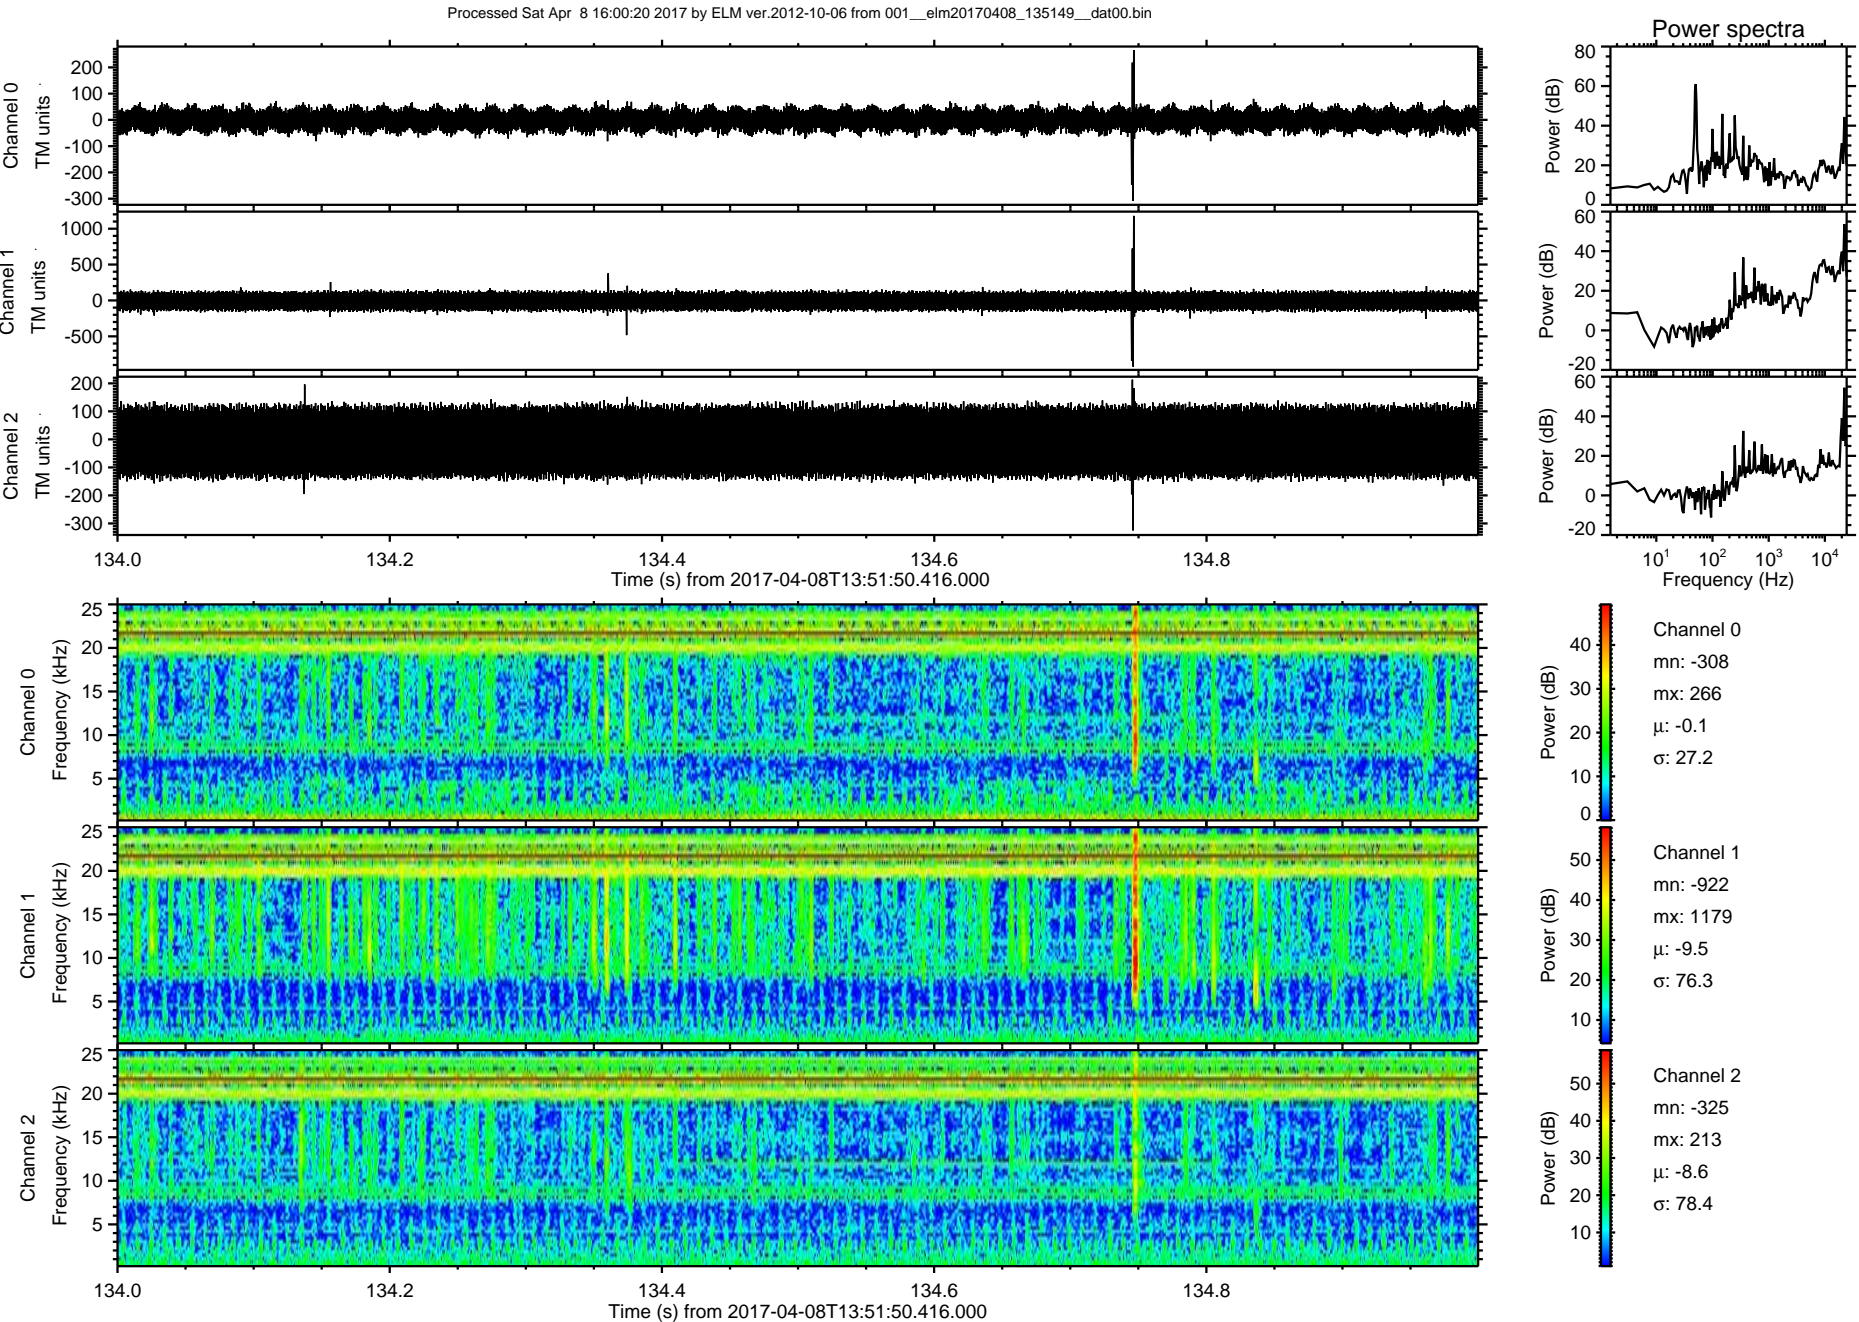 Processed Sat Apr  8 16:00:20 2017 by ELM ver.2012-10-06 from 001__elm20170408_135149__dat00.bin
Power spectra
Channel 0
TM units
200
100
0
-100
-200
-300
Power (dB)
80
60
40
20
0
Channel 1
TM units
1000
500
0
-500
Power (dB)
60
40
20
0
-20
Channel 2
TM units
200
100
0
-100
-200
-300
Power (dB)
60
40
20
0
-20
134.0 134.2 134.4 134.6 134.8
Time (s) from 2017-04-08T13:51:50.416.000
10^1 10^2 10^3 10^4
Frequency (Hz)
Channel 0
Frequency (kHz)
25
20
15
10
5
Power (dB)
40
30
20
10
0
Channel 0
mn: -308
mx: 266
μ: -0.1
σ: 27.2
Channel 1
Frequency (kHz)
25
20
15
10
5
Power (dB)
50
40
30
20
10
Channel 1
mn: -922
mx: 1179
μ: -9.5
σ: 76.3
Channel 2
Frequency (kHz)
25
20
15
10
5
Power (dB)
50
40
30
20
10
Channel 2
mn: -325
mx: 213
μ: -8.6
σ: 78.4
134.0 134.2 134.4 134.6 134.8
Time (s) from 2017-04-08T13:51:50.416.000